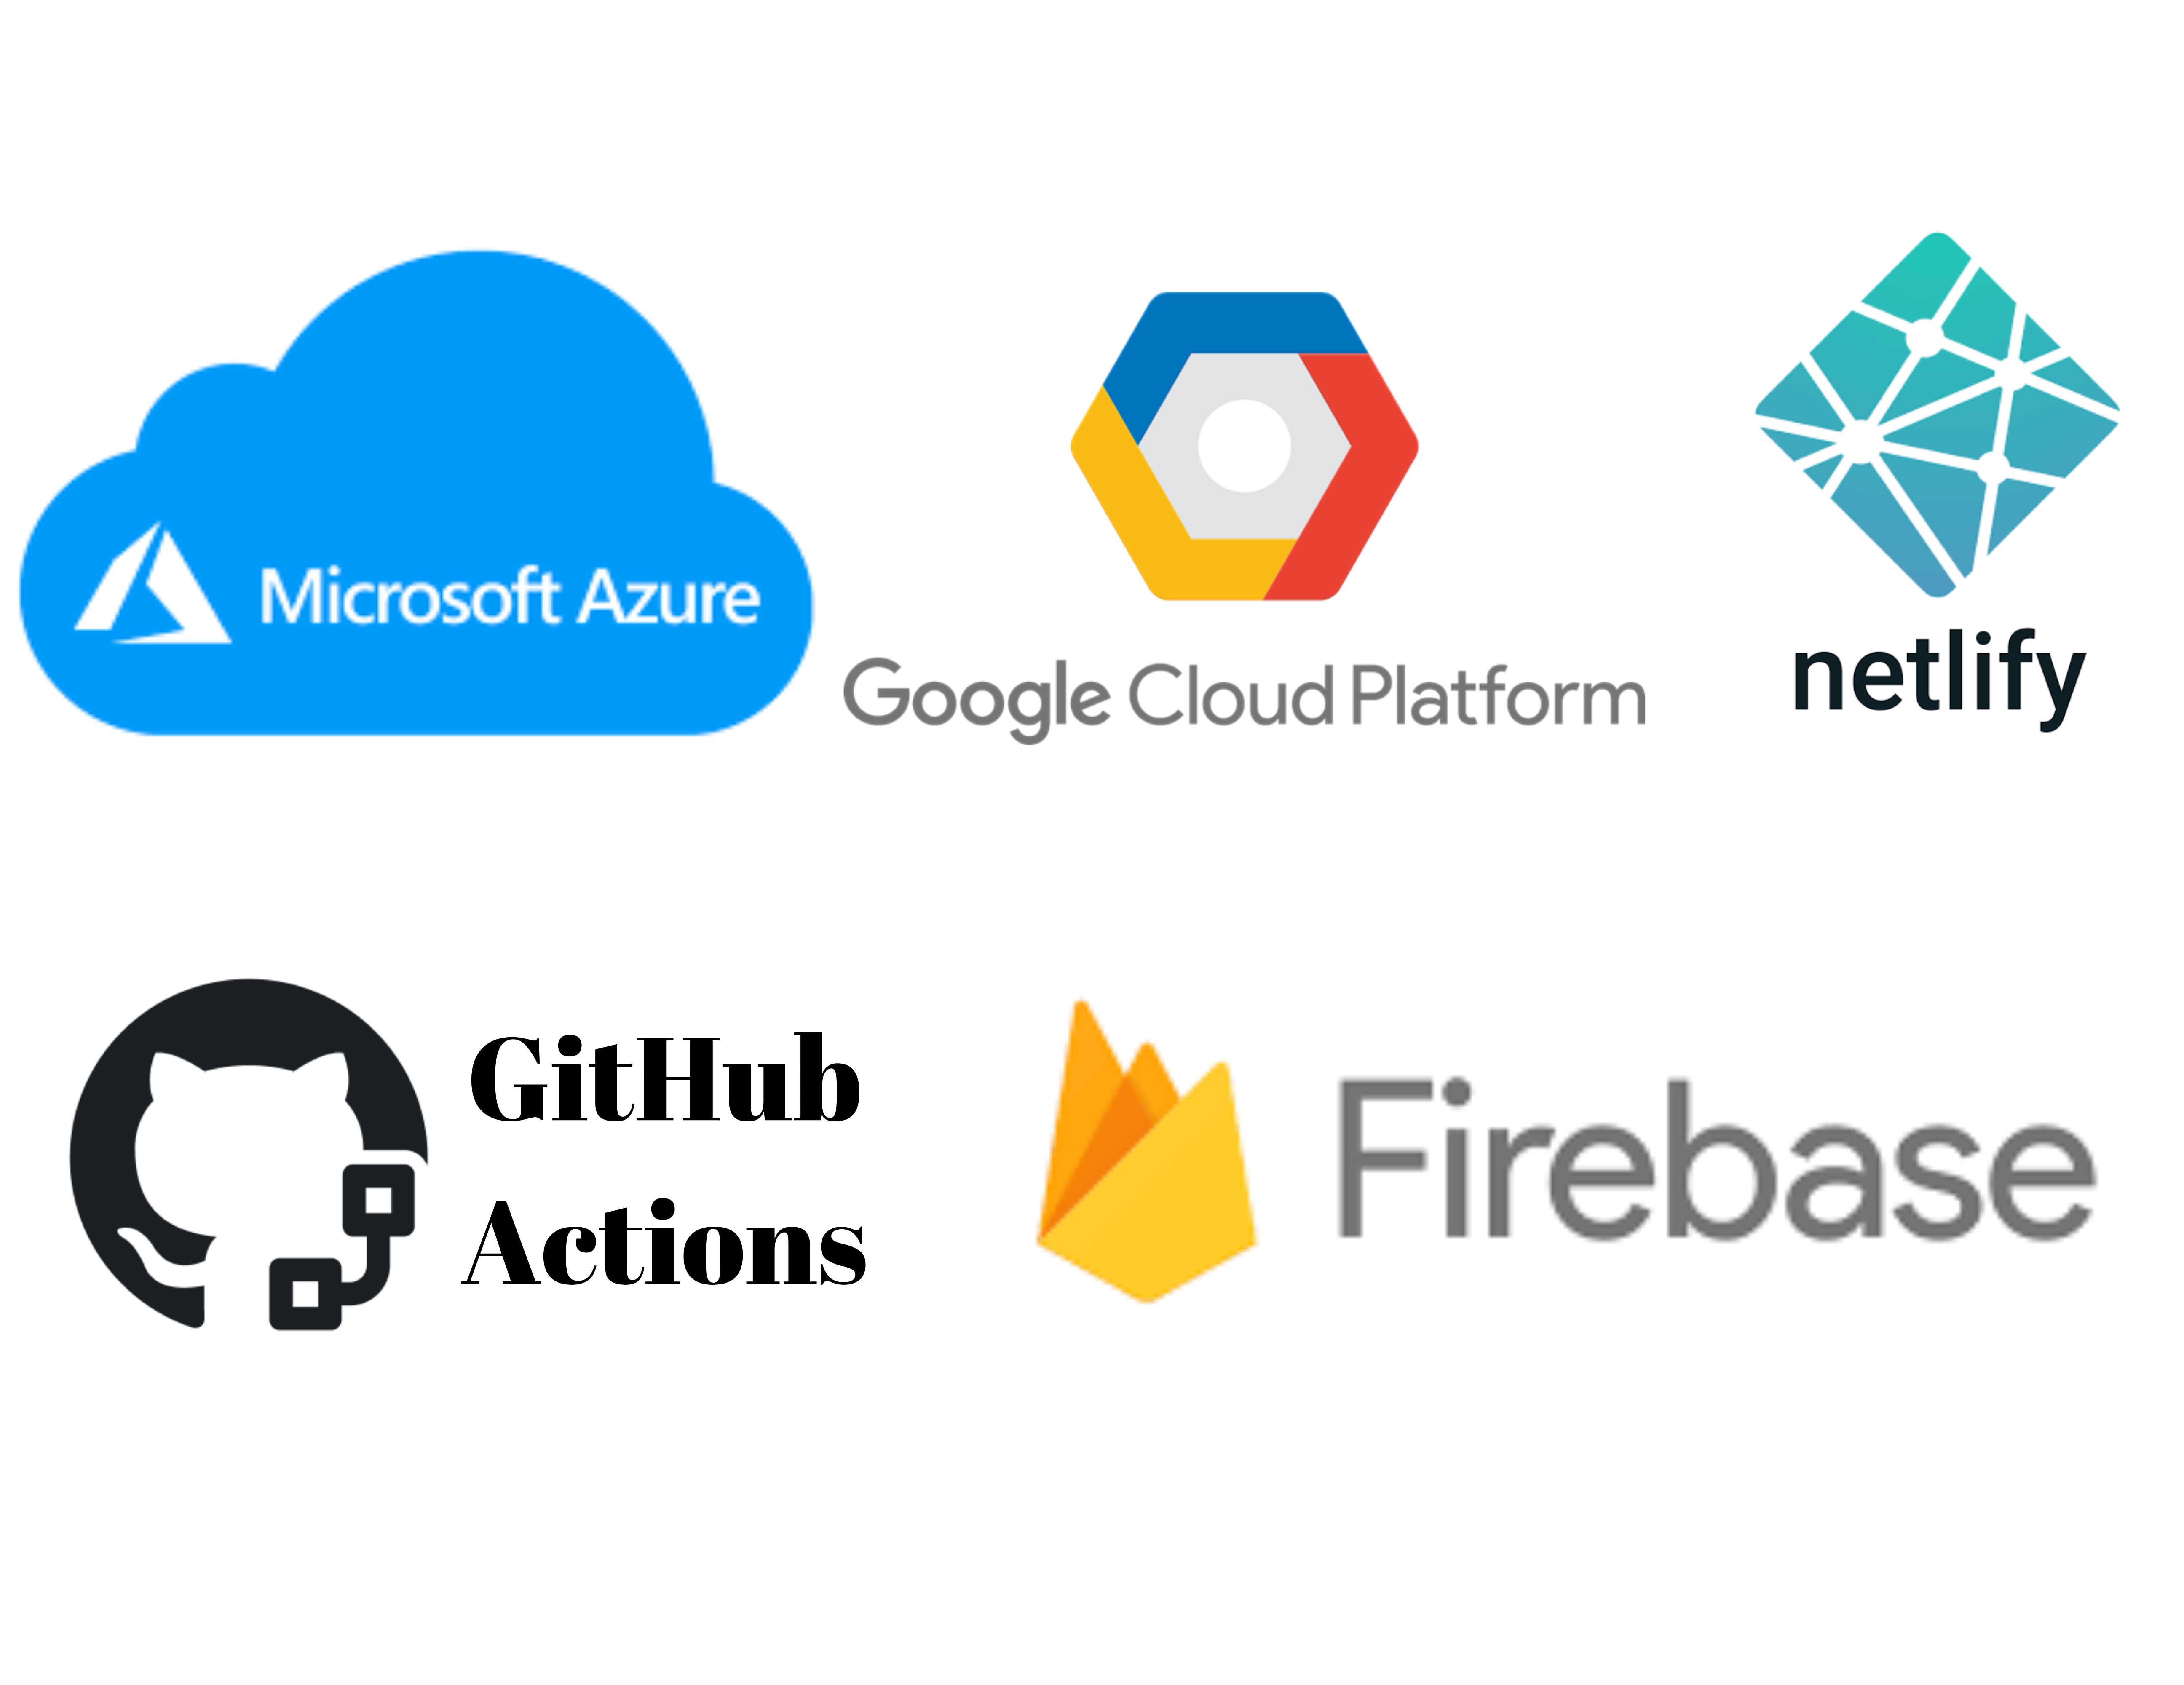 Microsoft Azure
Google Cloud Platform
netlify
GitHub
Actions
Firebase